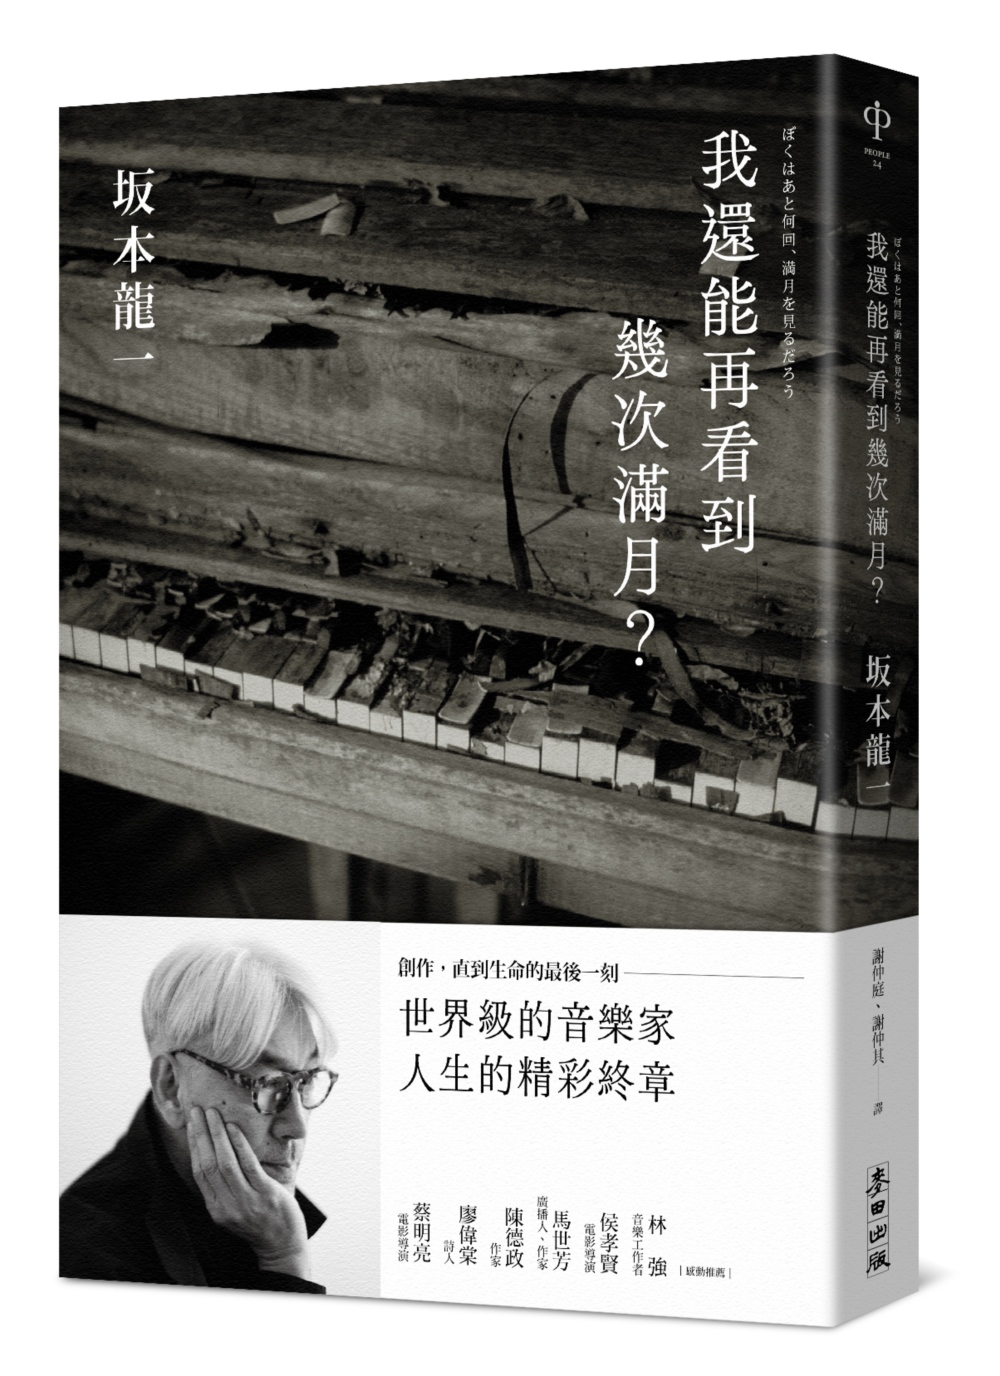 ぼくはあと何回、満月を見るだろう
我還能再看到
幾次滿月？
坂本龍一
創作，直到生命的最後一刻
世界級的音樂家
人生的精彩終章
感動推薦
林強
音樂工作者
侯孝賢
電影導演
馬世芳
廣播人、作家
陳德政
作家
廖偉棠
詩人
蔡明亮
電影導演
PEOPLE
24
ぼくはあと何回、満月を見るだろう
我還能再看到幾次滿月？
坂本龍一
謝仲庭、謝仲其
譯
麥田出版